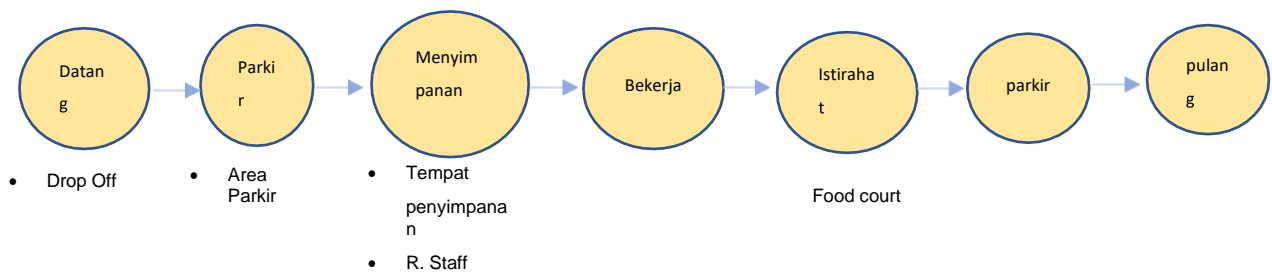 Datan
g
Parki
r
Menyim
panan
Bekerja
Istiraha
t
parkir
pulan
g
• Drop Off
• Area
Parkir
• Tempat
penyimpana
n
• R. Staff
Food court